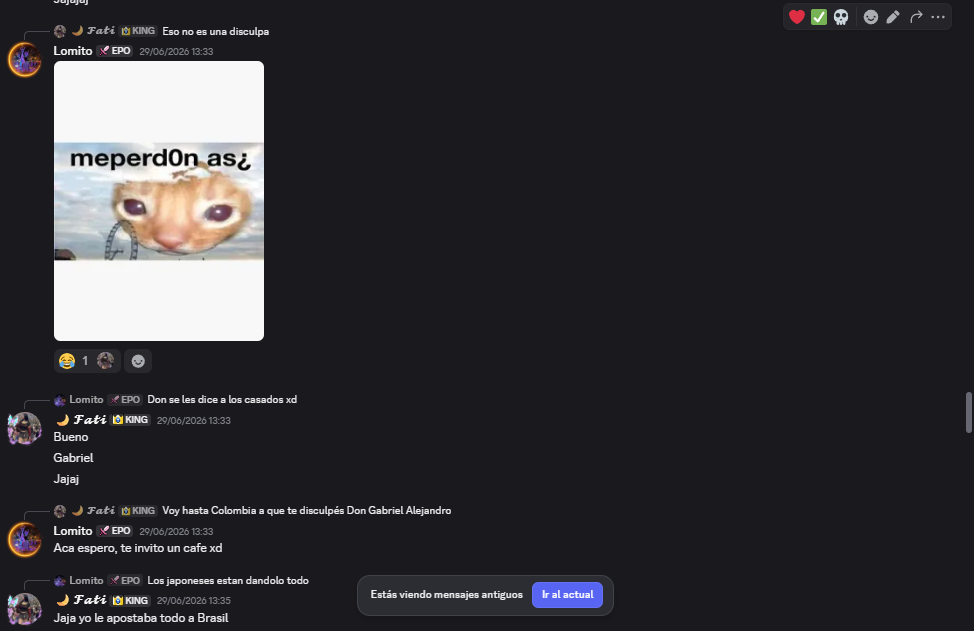 Jajajaj
🌙 𝓕𝓪𝓽𝓲 KING Eso no es una disculpa
Lomito EPO 29/06/2026 13:33
meperd0n as¿
😂 1
Lomito EPO Don se les dice a los casados xd
🌙 𝓕𝓪𝓽𝓲 KING 29/06/2026 13:33
Bueno
Gabriel
Jajaj
🌙 𝓕𝓪𝓽𝓲 KING Voy hasta Colombia a que te disculpés Don Gabriel Alejandro
Lomito EPO 29/06/2026 13:33
Aca espero, te invito un cafe xd
Lomito EPO Los japoneses estan dandolo todo
🌙 𝓕𝓪𝓽𝓲 KING 29/06/2026 13:35
Jaja yo le apostaba todo a Brasil
Estás viendo mensajes antiguos Ir al actual